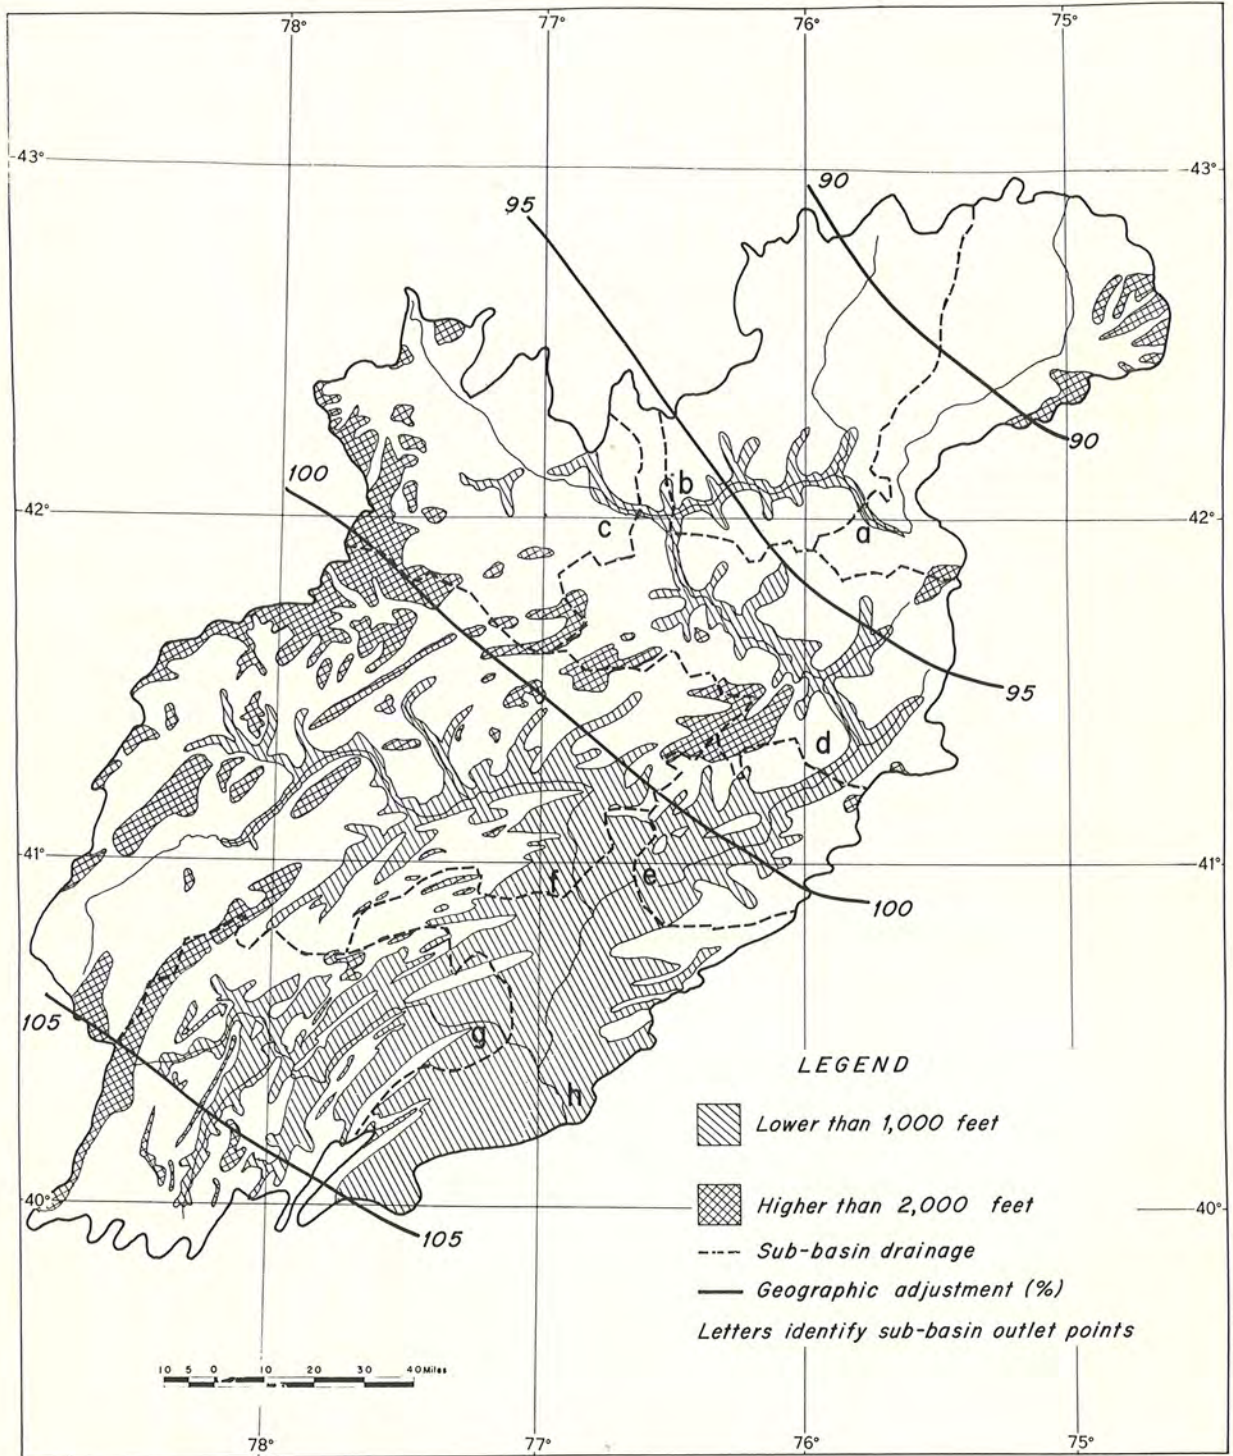 78° 77° 76° 75°
43° 43°
90
95
90
100
b
42° c a 42°
95
d
41° f e 41°
100
105
g
h
LEGEND
Lower than 1,000 feet
40° Higher than 2,000 feet 40°
105 Sub-basin drainage
Geographic adjustment (%)
Letters identify sub-basin outlet points
10 5 0 10 20 30 40 Miles
78° 77° 76° 75°